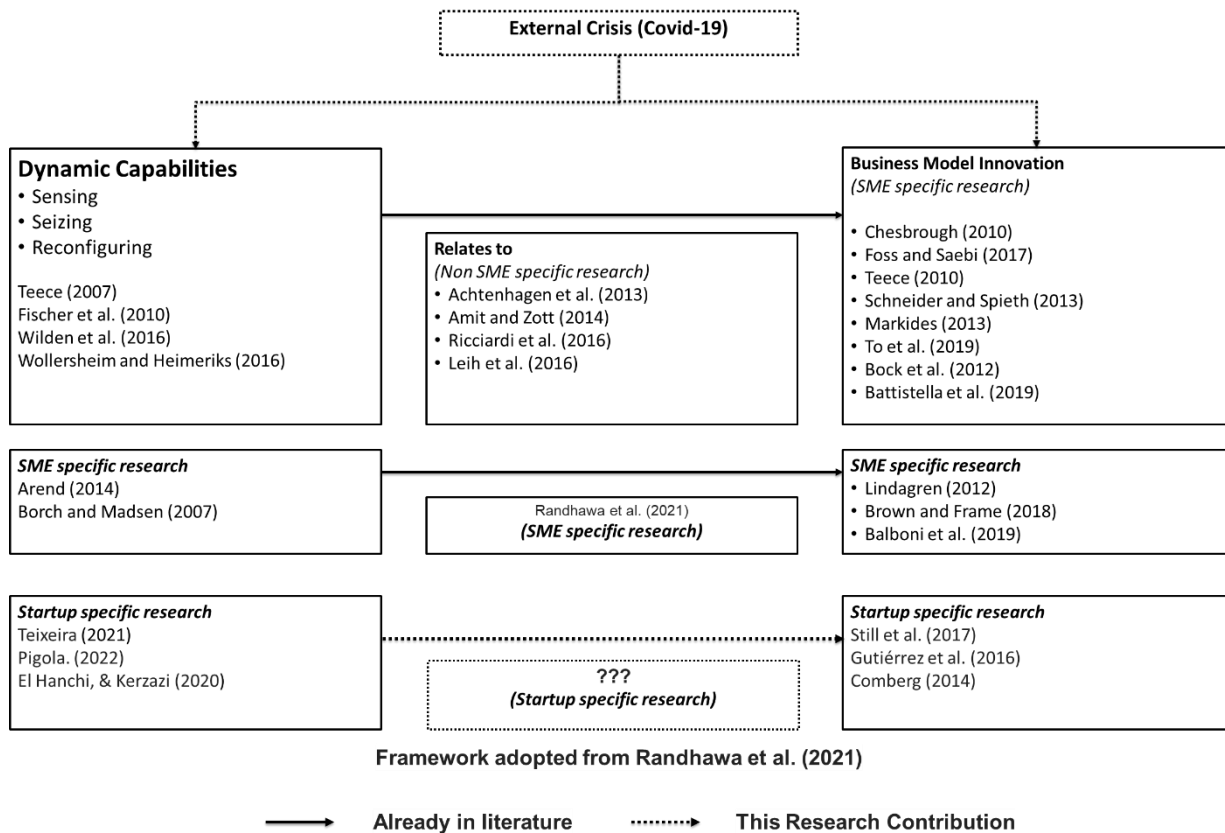 External Crisis (Covid-19)
Dynamic Capabilities
• Sensing
• Seizing
• Reconfiguring
Teece (2007)
Fischer et al. (2010)
Wilden et al. (2016)
Wollersheim and Heimeriks (2016)
Relates to
(Non SME specific research)
• Achtenhagen et al. (2013)
• Amit and Zott (2014)
• Ricciardi et al. (2016)
• Leih et al. (2016)
Business Model Innovation
(SME specific research)
• Chesbrough (2010)
• Foss and Saebi (2017)
• Teece (2010)
• Schneider and Spieth (2013)
• Markides (2013)
• To et al. (2019)
• Bock et al. (2012)
• Battistella et al. (2019)
SME specific research
Arend (2014)
Borch and Madsen (2007)
Randhawa et al. (2021)
(SME specific research)
SME specific research
• Lindagren (2012)
• Brown and Frame (2018)
• Balboni et al. (2019)
Startup specific research
Teixeira (2021)
Pigola. (2022)
El Hanchi, & Kerzazi (2020)
???
(Startup specific research)
Startup specific research
Still et al. (2017)
Gutiérrez et al. (2016)
Comberg (2014)
Framework adopted from Randhawa et al. (2021)
Already in literature
This Research Contribution